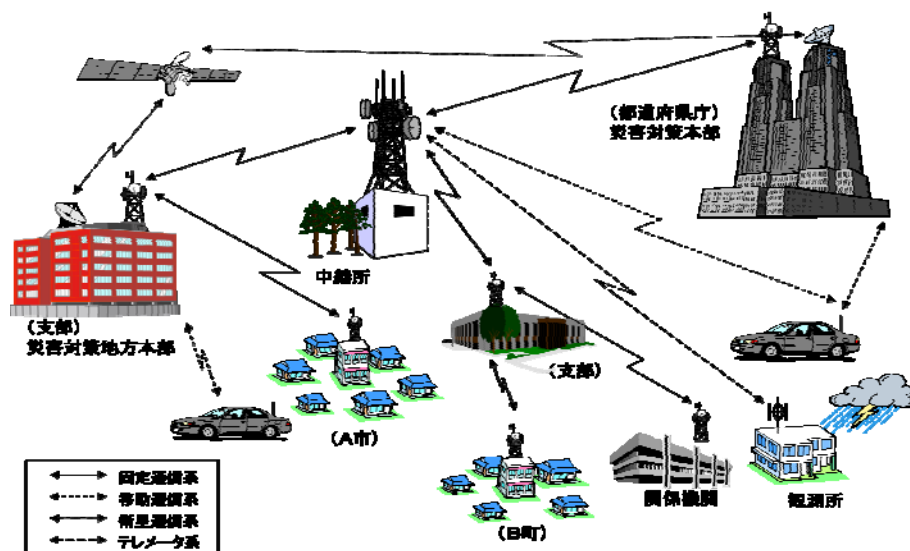 (都道府県庁)
災害対策本部
中継所
(支部)
災害対策地方本部
(支部)
(A市)
(B町)
関係機関
観測所
固定通信系
移動通信系
衛星通信系
テレメータ系